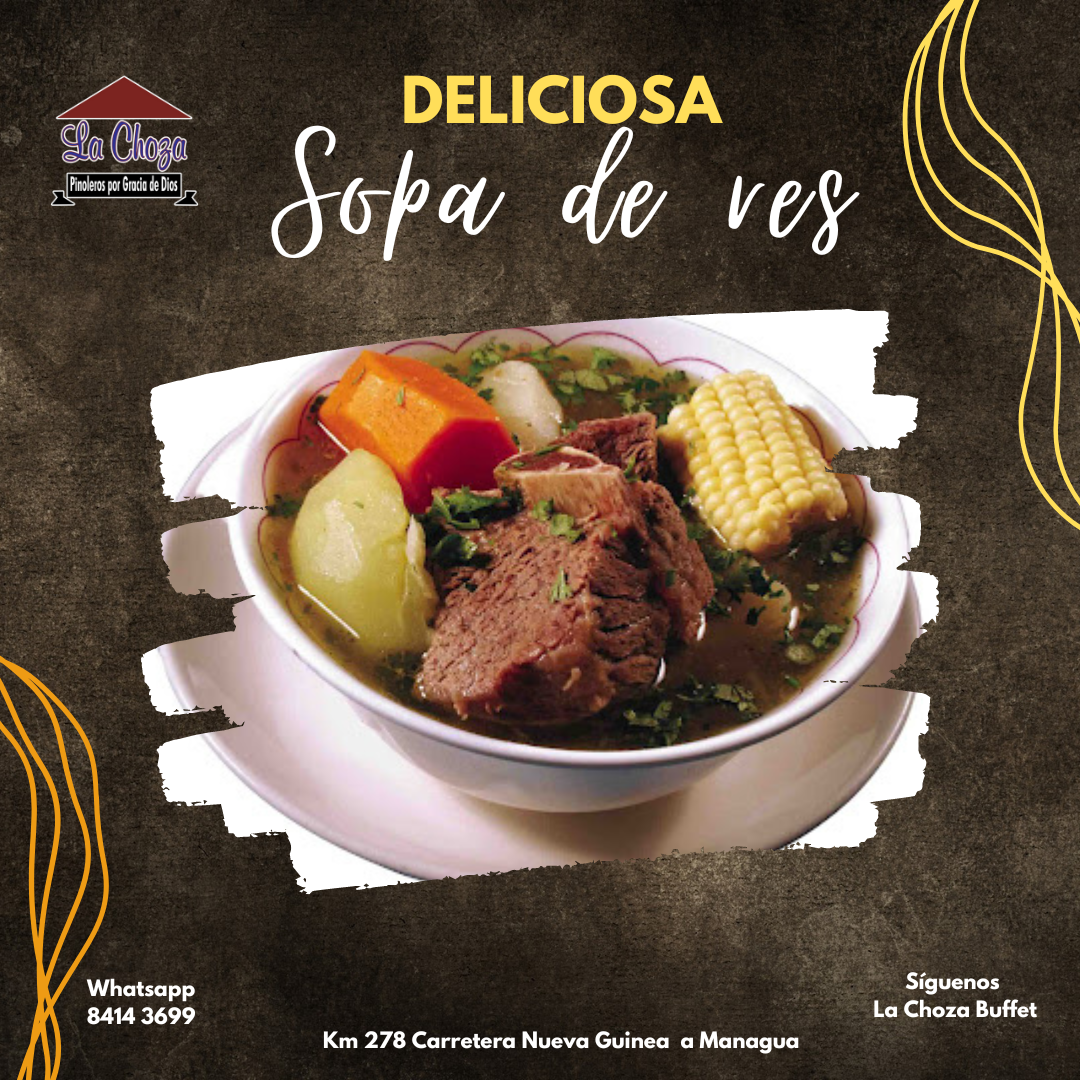 La Choza
Pinoleros por Gracia de Dios
DELICIOSA
Sopa de ves
Whatsapp
8414 3699
Síguenos
La Choza Buffet
Km 278 Carretera Nueva Guinea a Managua